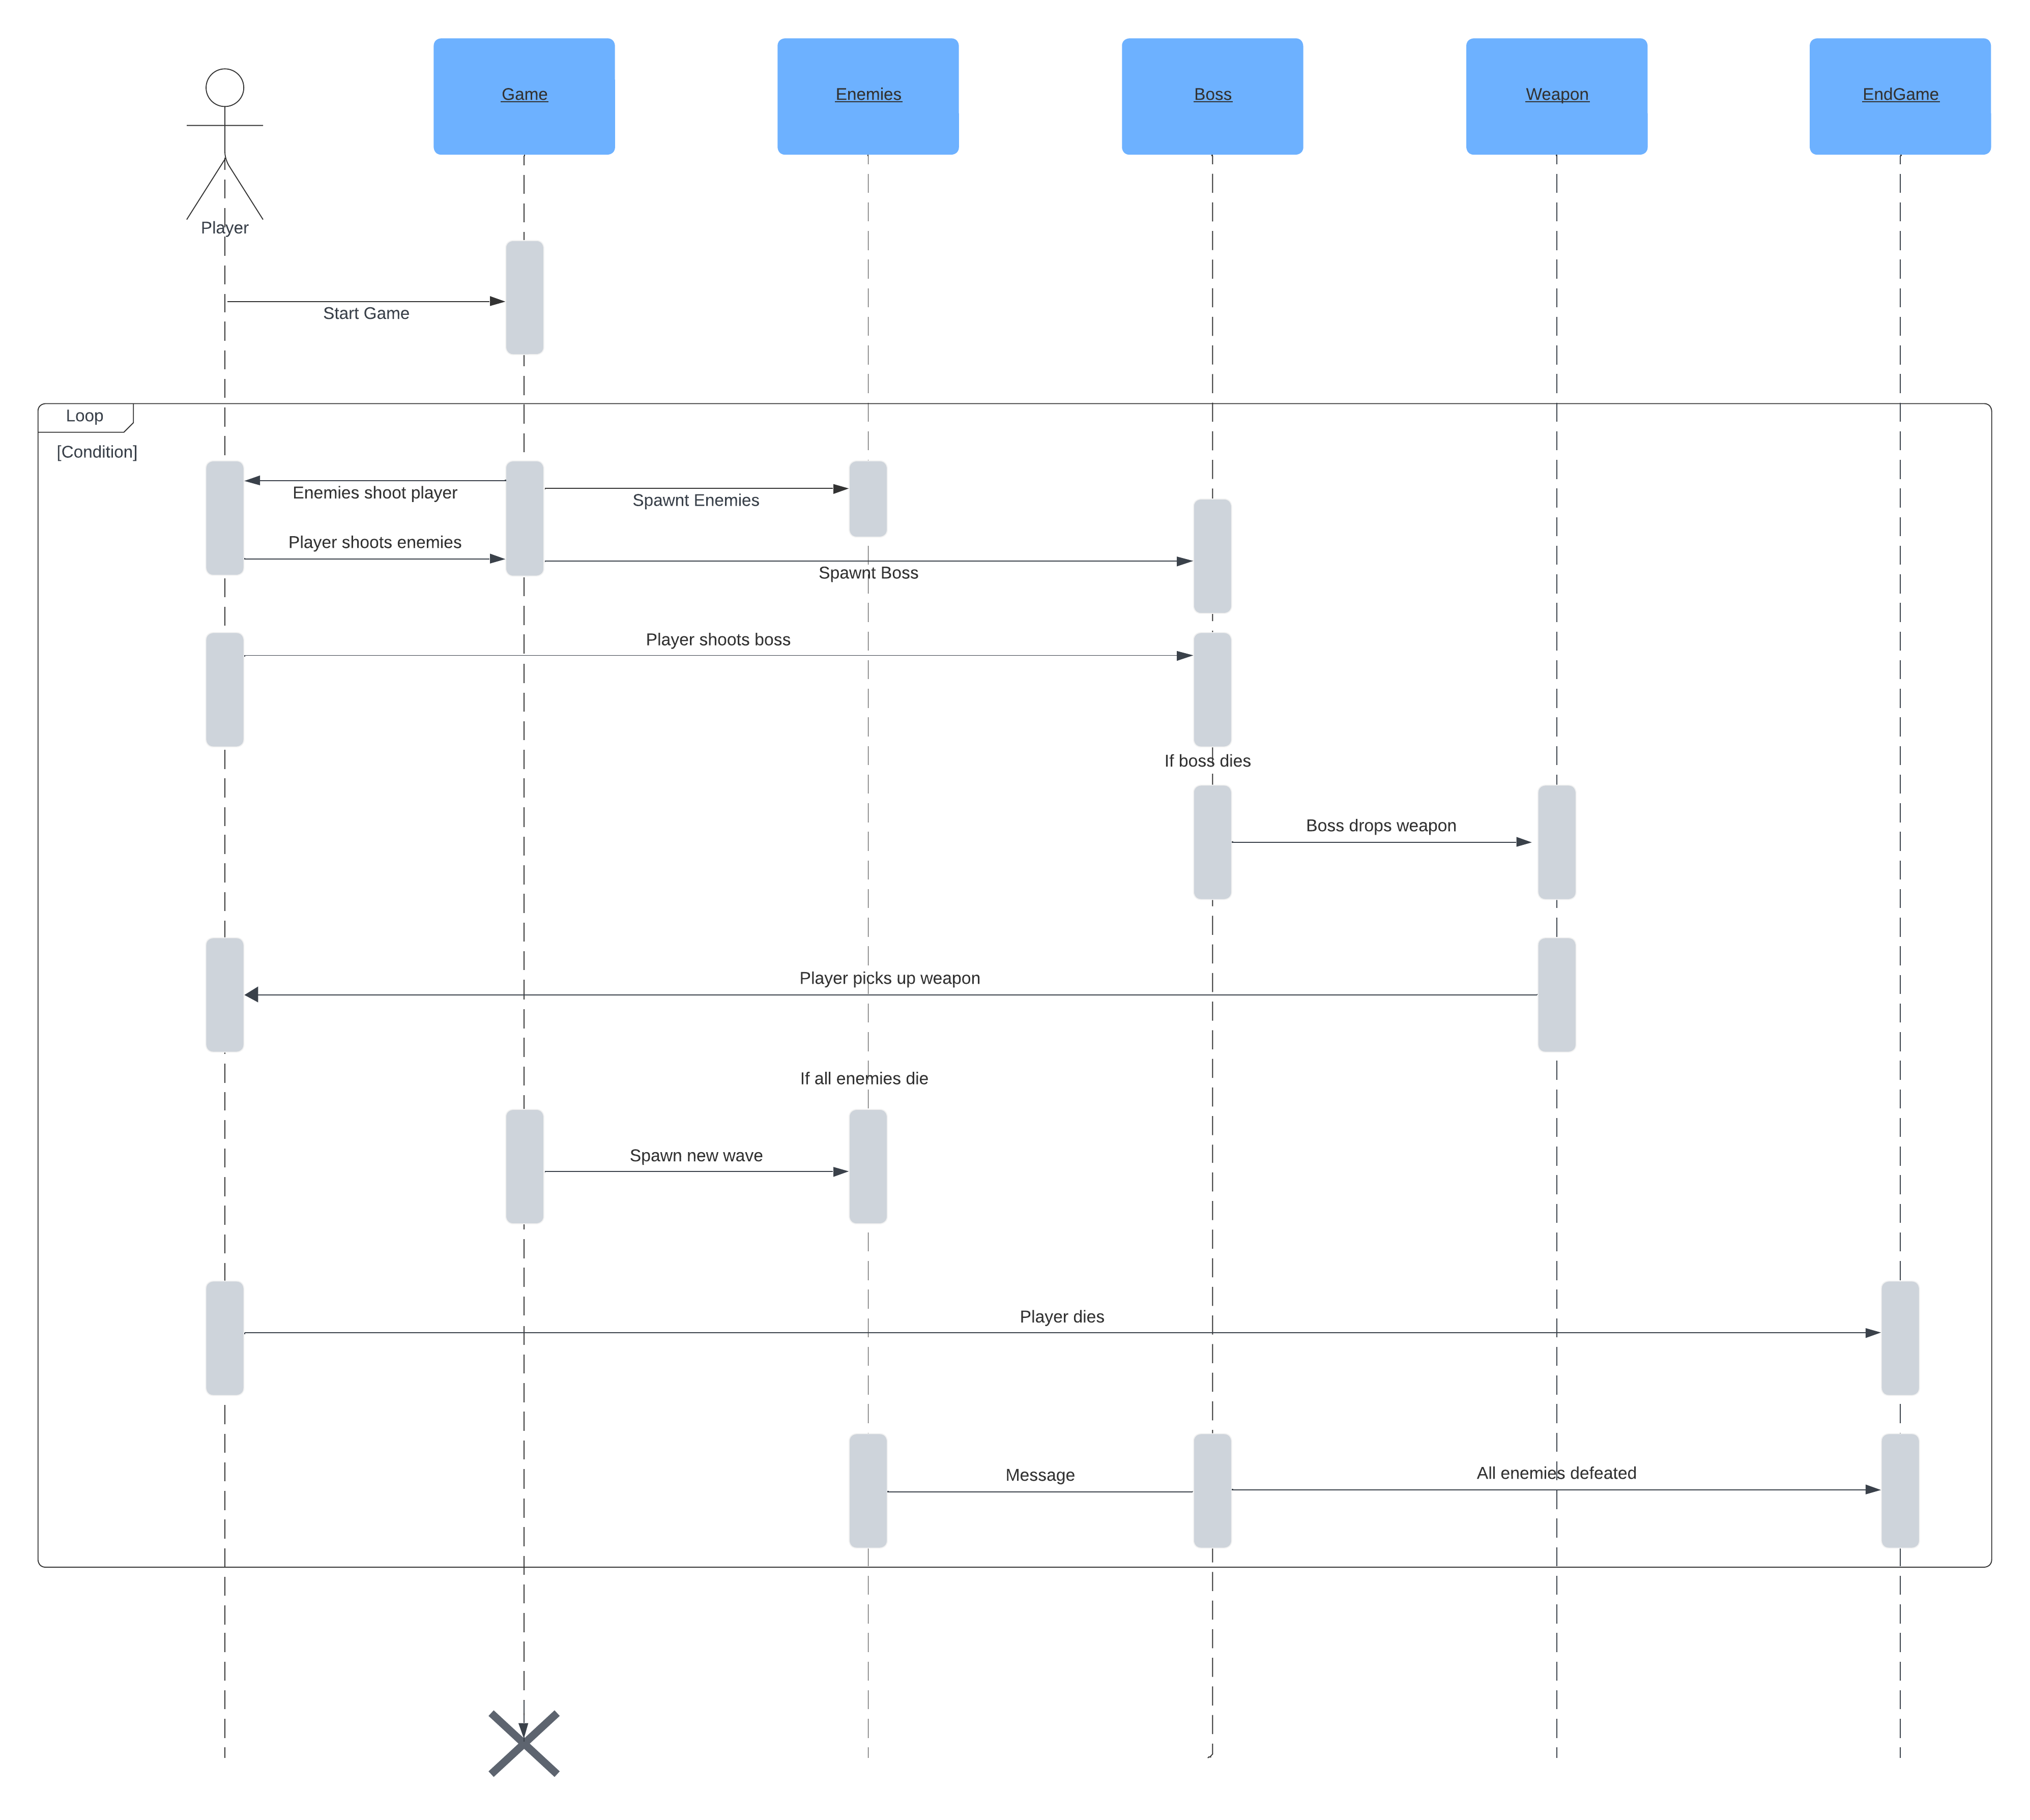 Game
Enemies
Boss
Weapon
EndGame
Player
Start Game
Loop
[Condition]
Enemies shoot player
Spawnt Enemies
Player shoots enemies
Spawnt Boss
Player shoots boss
If boss dies
Boss drops weapon
Player picks up weapon
If all enemies die
Spawn new wave
Player dies
Message
All enemies defeated